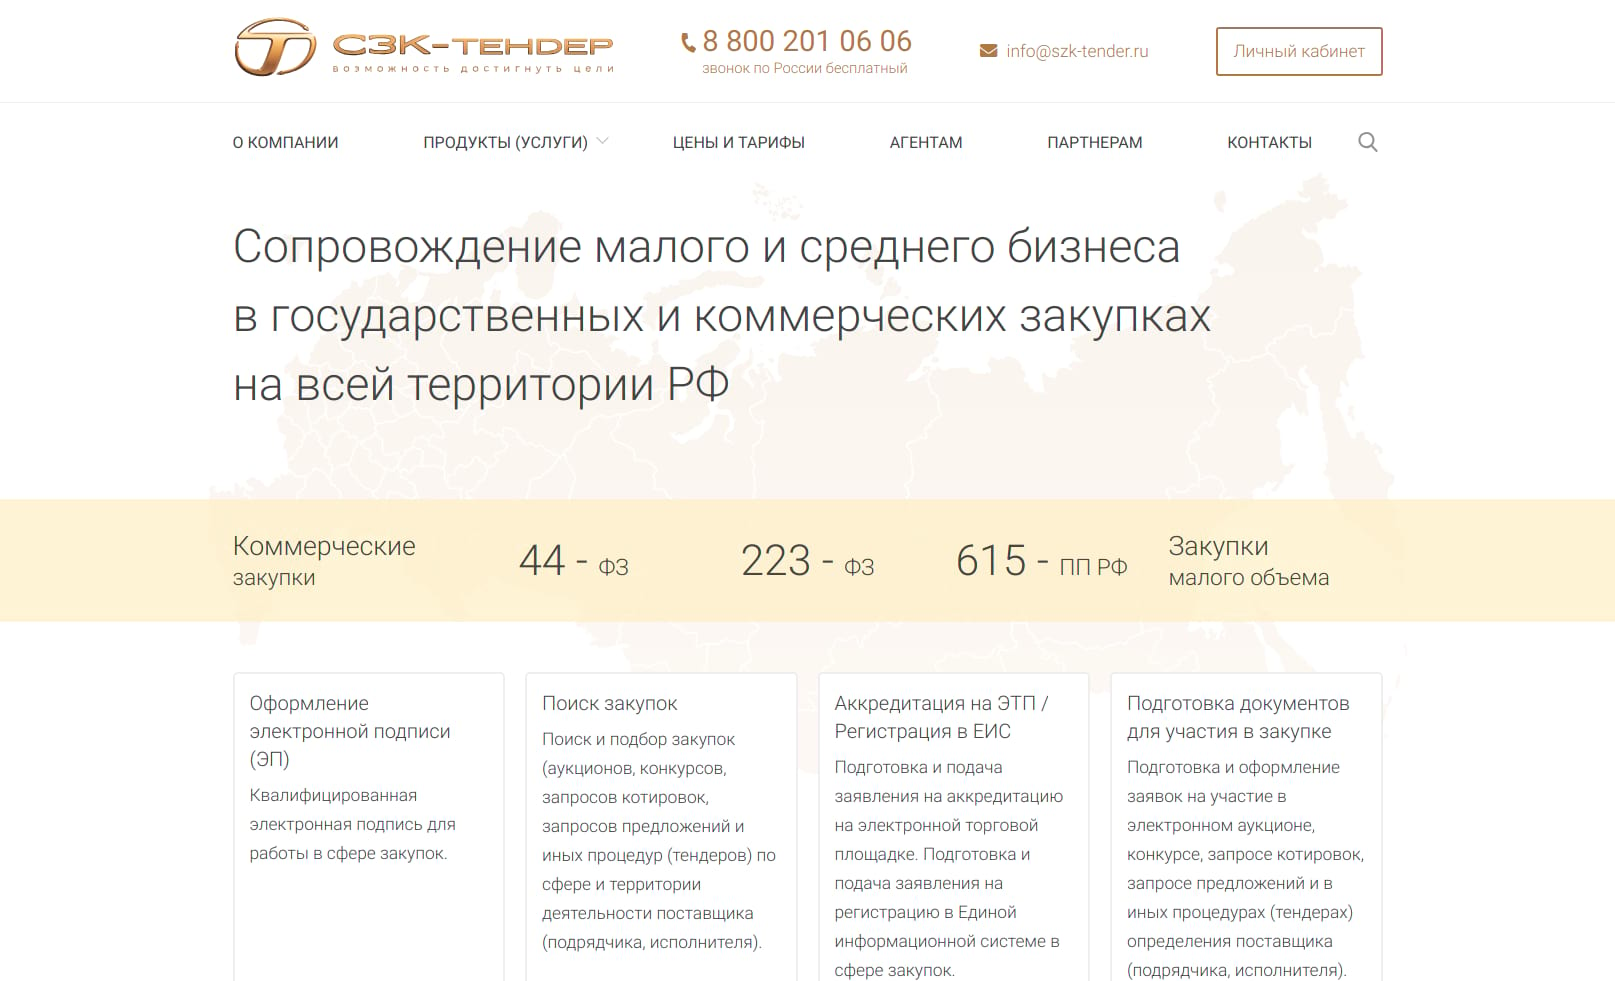 СЗК-ТЕНДЕР
ВОЗМОЖНОСТЬ ДОСТИГНУТЬ ЦЕЛИ
8 800 201 06 06
звонок по России бесплатный
info@szk-tender.ru
Личный кабинет
О КОМПАНИИ
ПРОДУКТЫ (УСЛУГИ)
ЦЕНЫ И ТАРИФЫ
АГЕНТАМ
ПАРТНЕРАМ
КОНТАКТЫ
Сопровождение малого и среднего бизнеса
в государственных и коммерческих закупках
на всей территории РФ
Коммерческие
закупки
44 - ФЗ
223 - ФЗ
615 - ПП РФ
Закупки
малого объема
Оформление
электронной подписи
(ЭП)
Квалифицированная
электронная подпись для
работы в сфере закупок.
Поиск закупок
Поиск и подбор закупок
(аукционов, конкурсов,
запросов котировок,
запросов предложений и
иных процедур (тендеров) по
сфере и территории
деятельности поставщика
(подрядчика, исполнителя).
Аккредитация на ЭТП /
Регистрация в ЕИС
Подготовка и подача
заявления на аккредитацию
на электронной торговой
площадке. Подготовка и
подача заявления на
регистрацию в Единой
информационной системе в
сфере закупок.
Подготовка документов
для участия в закупке
Подготовка и оформление
заявок на участие в
электронном аукционе,
конкурсе, запросе котировок,
запросе предложений и в
иных процедурах (тендерах)
определения поставщика
(подрядчика, исполнителя).